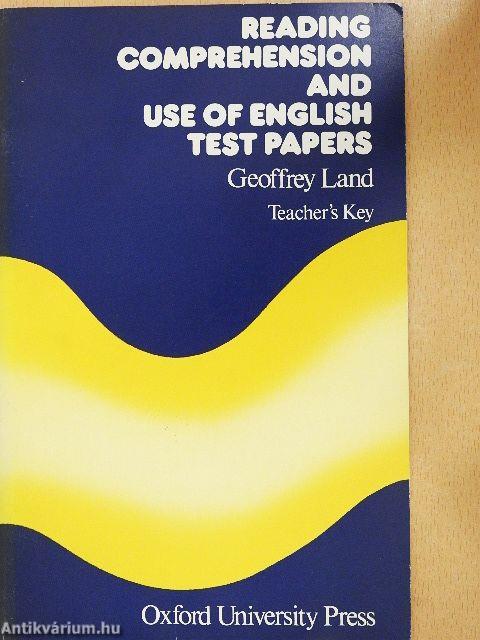 READING
COMPREHENSION
AND
USE OF ENGLISH
TEST PAPERS
Geoffrey Land
Teacher's Key
Oxford University Press
Antikvárium.hu